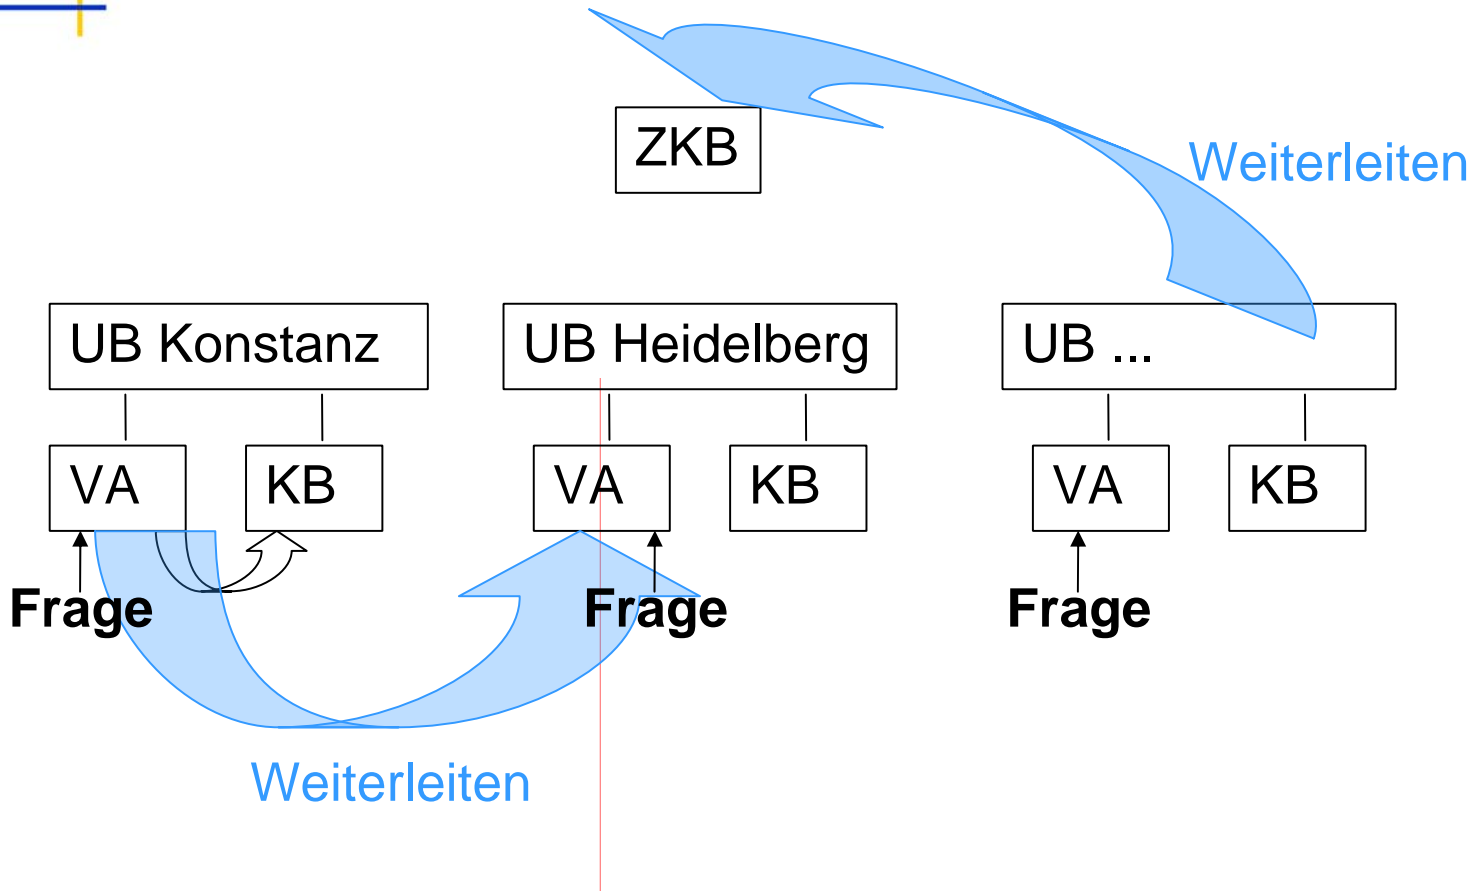 ZKB
Weiterleiten
UB Konstanz
UB Heidelberg
UB ...
VA
KB
VA
KB
VA
KB
Frage
Frage
Frage
Weiterleiten